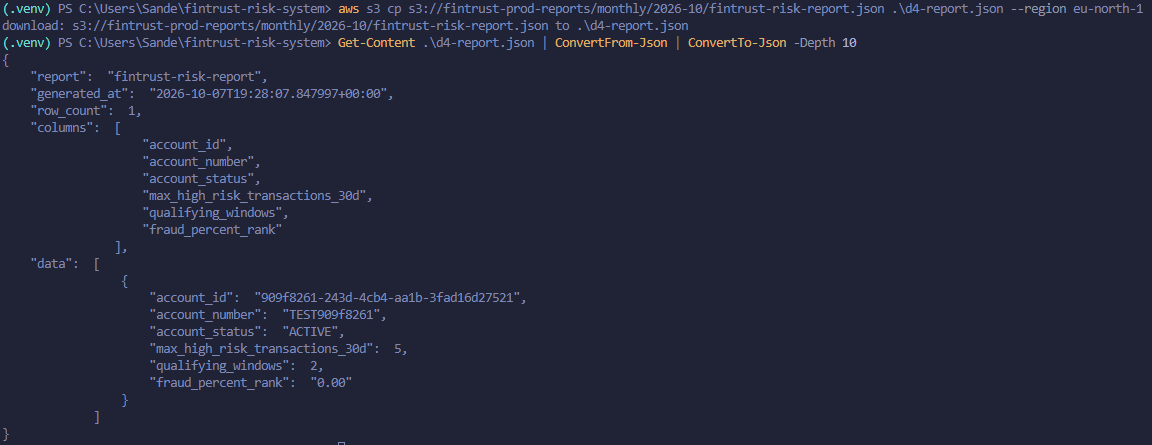 (.venv) PS C:\Users\Sande\fintrust-risk-system> aws s3 cp s3://fintrust-prod-reports/monthly/2026-10/fintrust-risk-report.json .\d4-report.json --region eu-north-1
download: s3://fintrust-prod-reports/monthly/2026-10/fintrust-risk-report.json to .\d4-report.json
(.venv) PS C:\Users\Sande\fintrust-risk-system> Get-Content .\d4-report.json | ConvertFrom-Json | ConvertTo-Json -Depth 10
{
    "report":  "fintrust-risk-report",
    "generated_at":  "2026-10-07T19:28:07.847997+00:00",
    "row_count":  1,
    "columns":  [
                    "account_id",
                    "account_number",
                    "account_status",
                    "max_high_risk_transactions_30d",
                    "qualifying_windows",
                    "fraud_percent_rank"
                ],
    "data":  [
                 {
                     "account_id":  "909f8261-243d-4cb4-aa1b-3fad16d27521",
                     "account_number":  "TEST909f8261",
                     "account_status":  "ACTIVE",
                     "max_high_risk_transactions_30d":  5,
                     "qualifying_windows":  2,
                     "fraud_percent_rank":  "0.00"
                 }
             ]
}